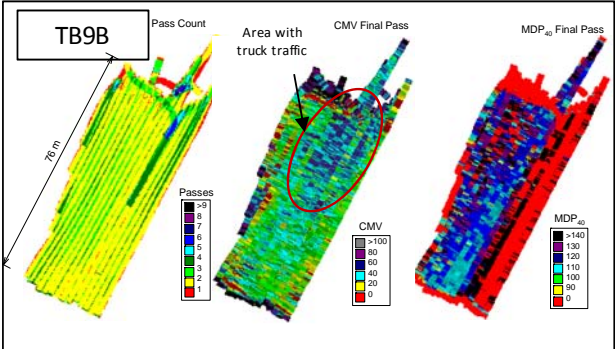 TB9B
Pass Count
Area with
truck traffic
CMV Final Pass
MDP40 Final Pass
76 m
Passes
>9
8
7
6
5
4
3
2
1
CMV
>100
80
60
40
20
0
MDP40
>140
130
120
110
100
90
0